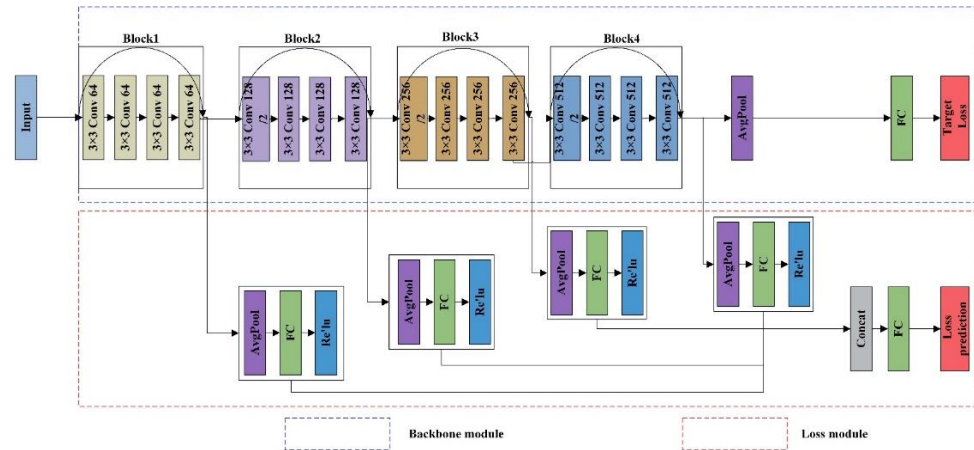 Block1
Block2
Block3
Block4
Input
3×3 Conv 64
3×3 Conv 64
3×3 Conv 64
3×3 Conv 64
3×3 Conv 128
/2
3×3 Conv 128
3×3 Conv 128
3×3 Conv 128
3×3 Conv 256
/2
3×3 Conv 256
3×3 Conv 256
3×3 Conv 256
3×3 Conv 512
/2
3×3 Conv 512
3×3 Conv 512
3×3 Conv 512
AvgPool
FC
Target
Loss
AvgPool
FC
Re'lu
AvgPool
FC
Re'lu
AvgPool
FC
Re'lu
AvgPool
FC
Re'lu
Concat
FC
Loss
prediction
Backbone module
Loss module